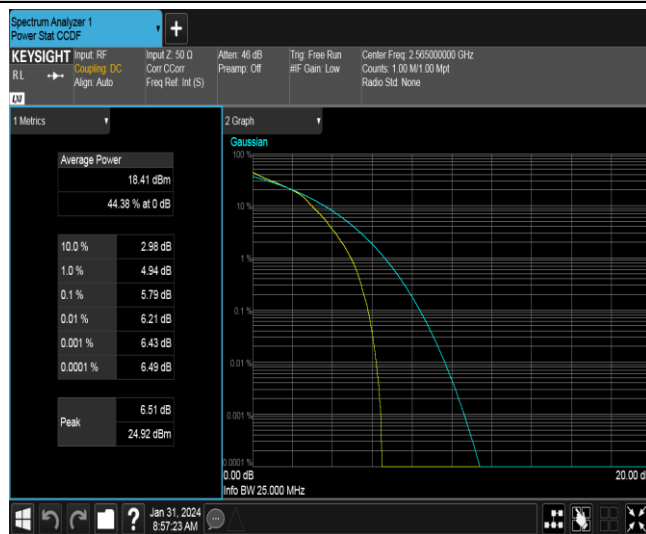 Spectrum Analyzer 1
Power Stat CCDF
+
KEYSIGHT
RL
LXI
Input: RF
Coupling: DC
Align: Auto
Input Z: 50 Ω
Corr CCorr
Freq Ref: Int (S)
Atten: 46 dB
Preamp: Off
Trig: Free Run
#IF Gain: Low
Center Freq: 2.565000000 GHz
Counts: 1.00 M/1.00 Mpt
Radio Std: None
1 Metrics
Average Power
18.41 dBm
44.38 % at 0 dB
10.0 % 2.98 dB
1.0 % 4.94 dB
0.1 % 5.79 dB
0.01 % 6.21 dB
0.001 % 6.43 dB
0.0001 % 6.49 dB
Peak
6.51 dB
24.92 dBm
2 Graph
Gaussian
100 %
10 %
1 %
0.1 %
0.01 %
0.001 %
0.0001 %
0.00 dB
20.00 d
Info BW 25.000 MHz
?
Jan 31, 2024
8:57:23 AM